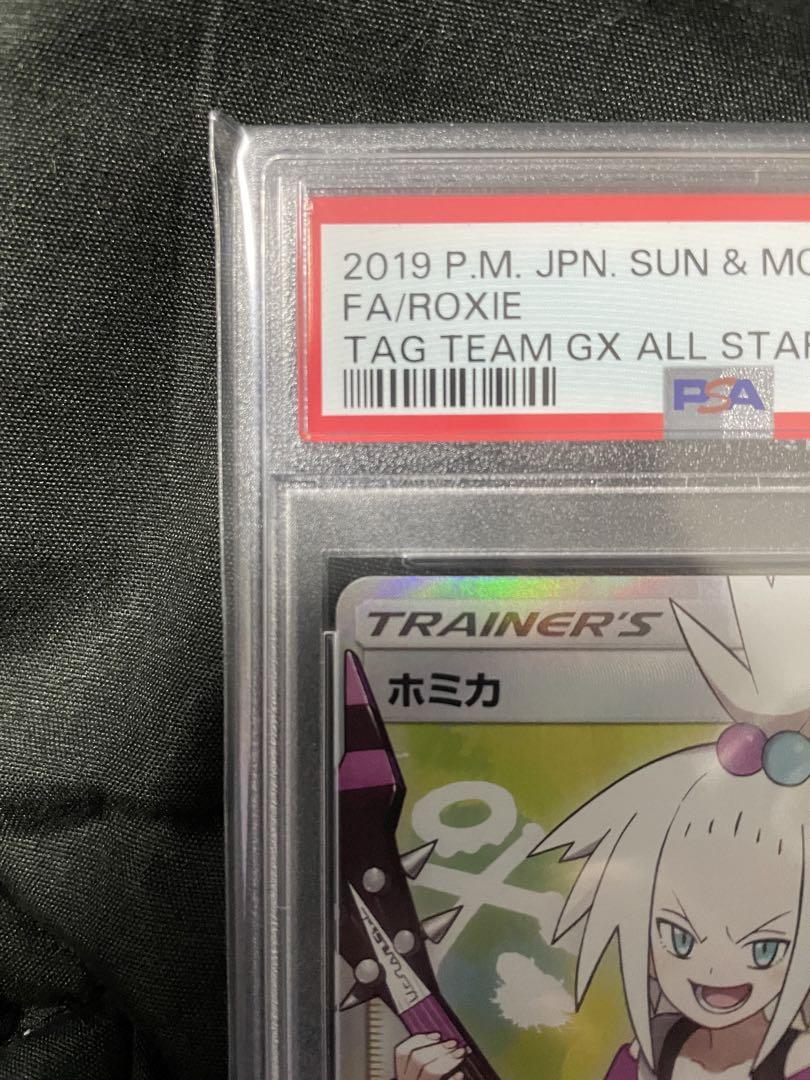 2019 P.M. JPN. SUN & MO
FA/ROXIE
TAG TEAM GX ALL STAR
PSA
TRAINER'S
ホミカ